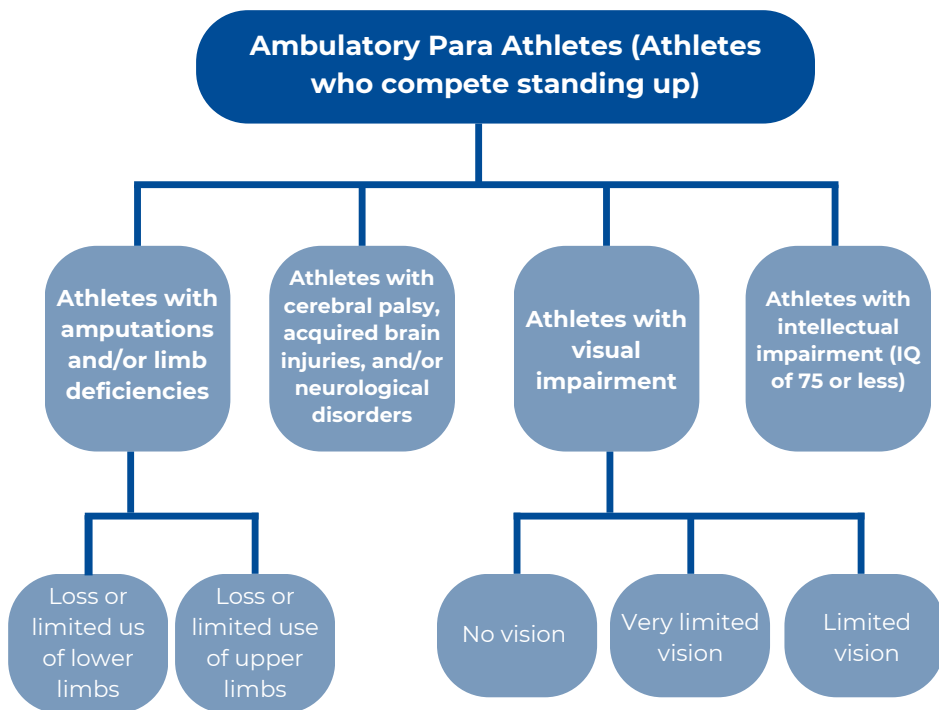 Ambulatory Para Athletes (Athletes
who compete standing up)
Athletes with
amputations
and/or limb
deficiencies
Athletes with
cerebral palsy,
acquired brain
injuries, and/or
neurological
disorders
Athletes with
visual
impairment
Athletes with
intellectual
impairment (IQ
of 75 or less)
Loss or
limited us
of lower
limbs
Loss or
limited use
of upper
limbs
No vision
Very limited
vision
Limited
vision